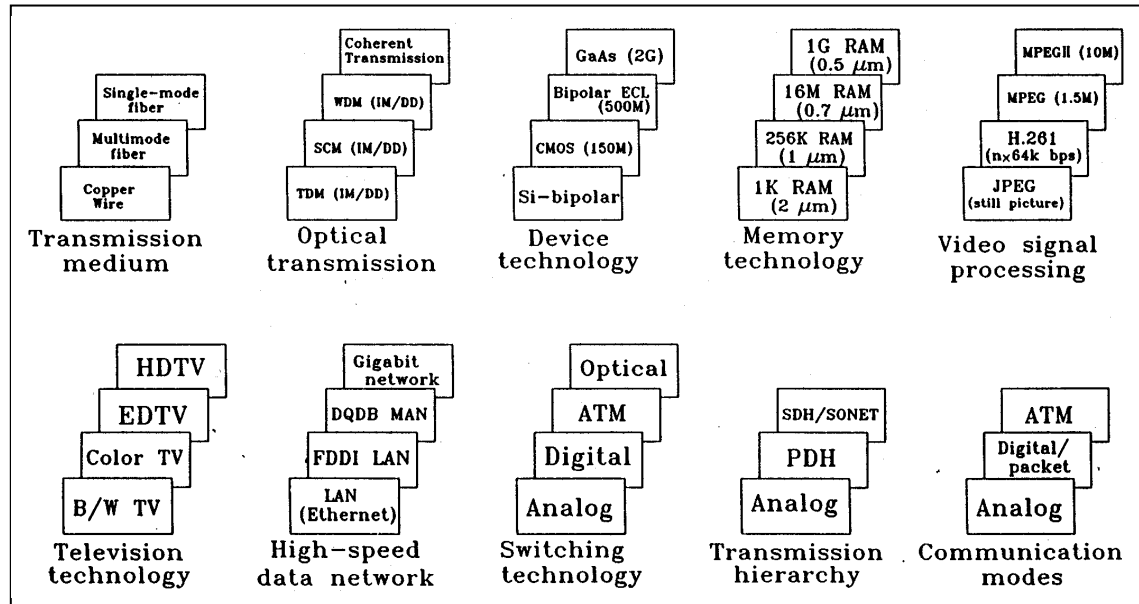 Single-mode
fiber
Multimode
fiber
Copper
Wire
Transmission
medium
Coherent
Transmission
WDM (IM/DD)
SCM (IM/DD)
TDM (IM/DD)
Optical
transmission
GaAs (2G)
Bipolar ECL
(500M)
CMOS (150M)
Si-bipolar
Device
technology
1G RAM
(0.5 μm)
16M RAM
(0.7 μm)
256K RAM
(1 μm)
1K RAM
(2 μm)
Memory
technology
MPEGII (10M)
MPEG (1.5M)
H.261
(n×64k bps)
JPEG
(still picture)
Video signal
processing
HDTV
EDTV
Color TV
B/W TV
Television
technology
Gigabit
network
DQDB MAN
FDDI LAN
LAN
(Ethernet)
High-speed
data network
Optical
ATM
Digital
Analog
Switching
technology
SDH/SONET
PDH
Analog
Transmission
hierarchy
ATM
Digital/
packet
Analog
Communication
modes